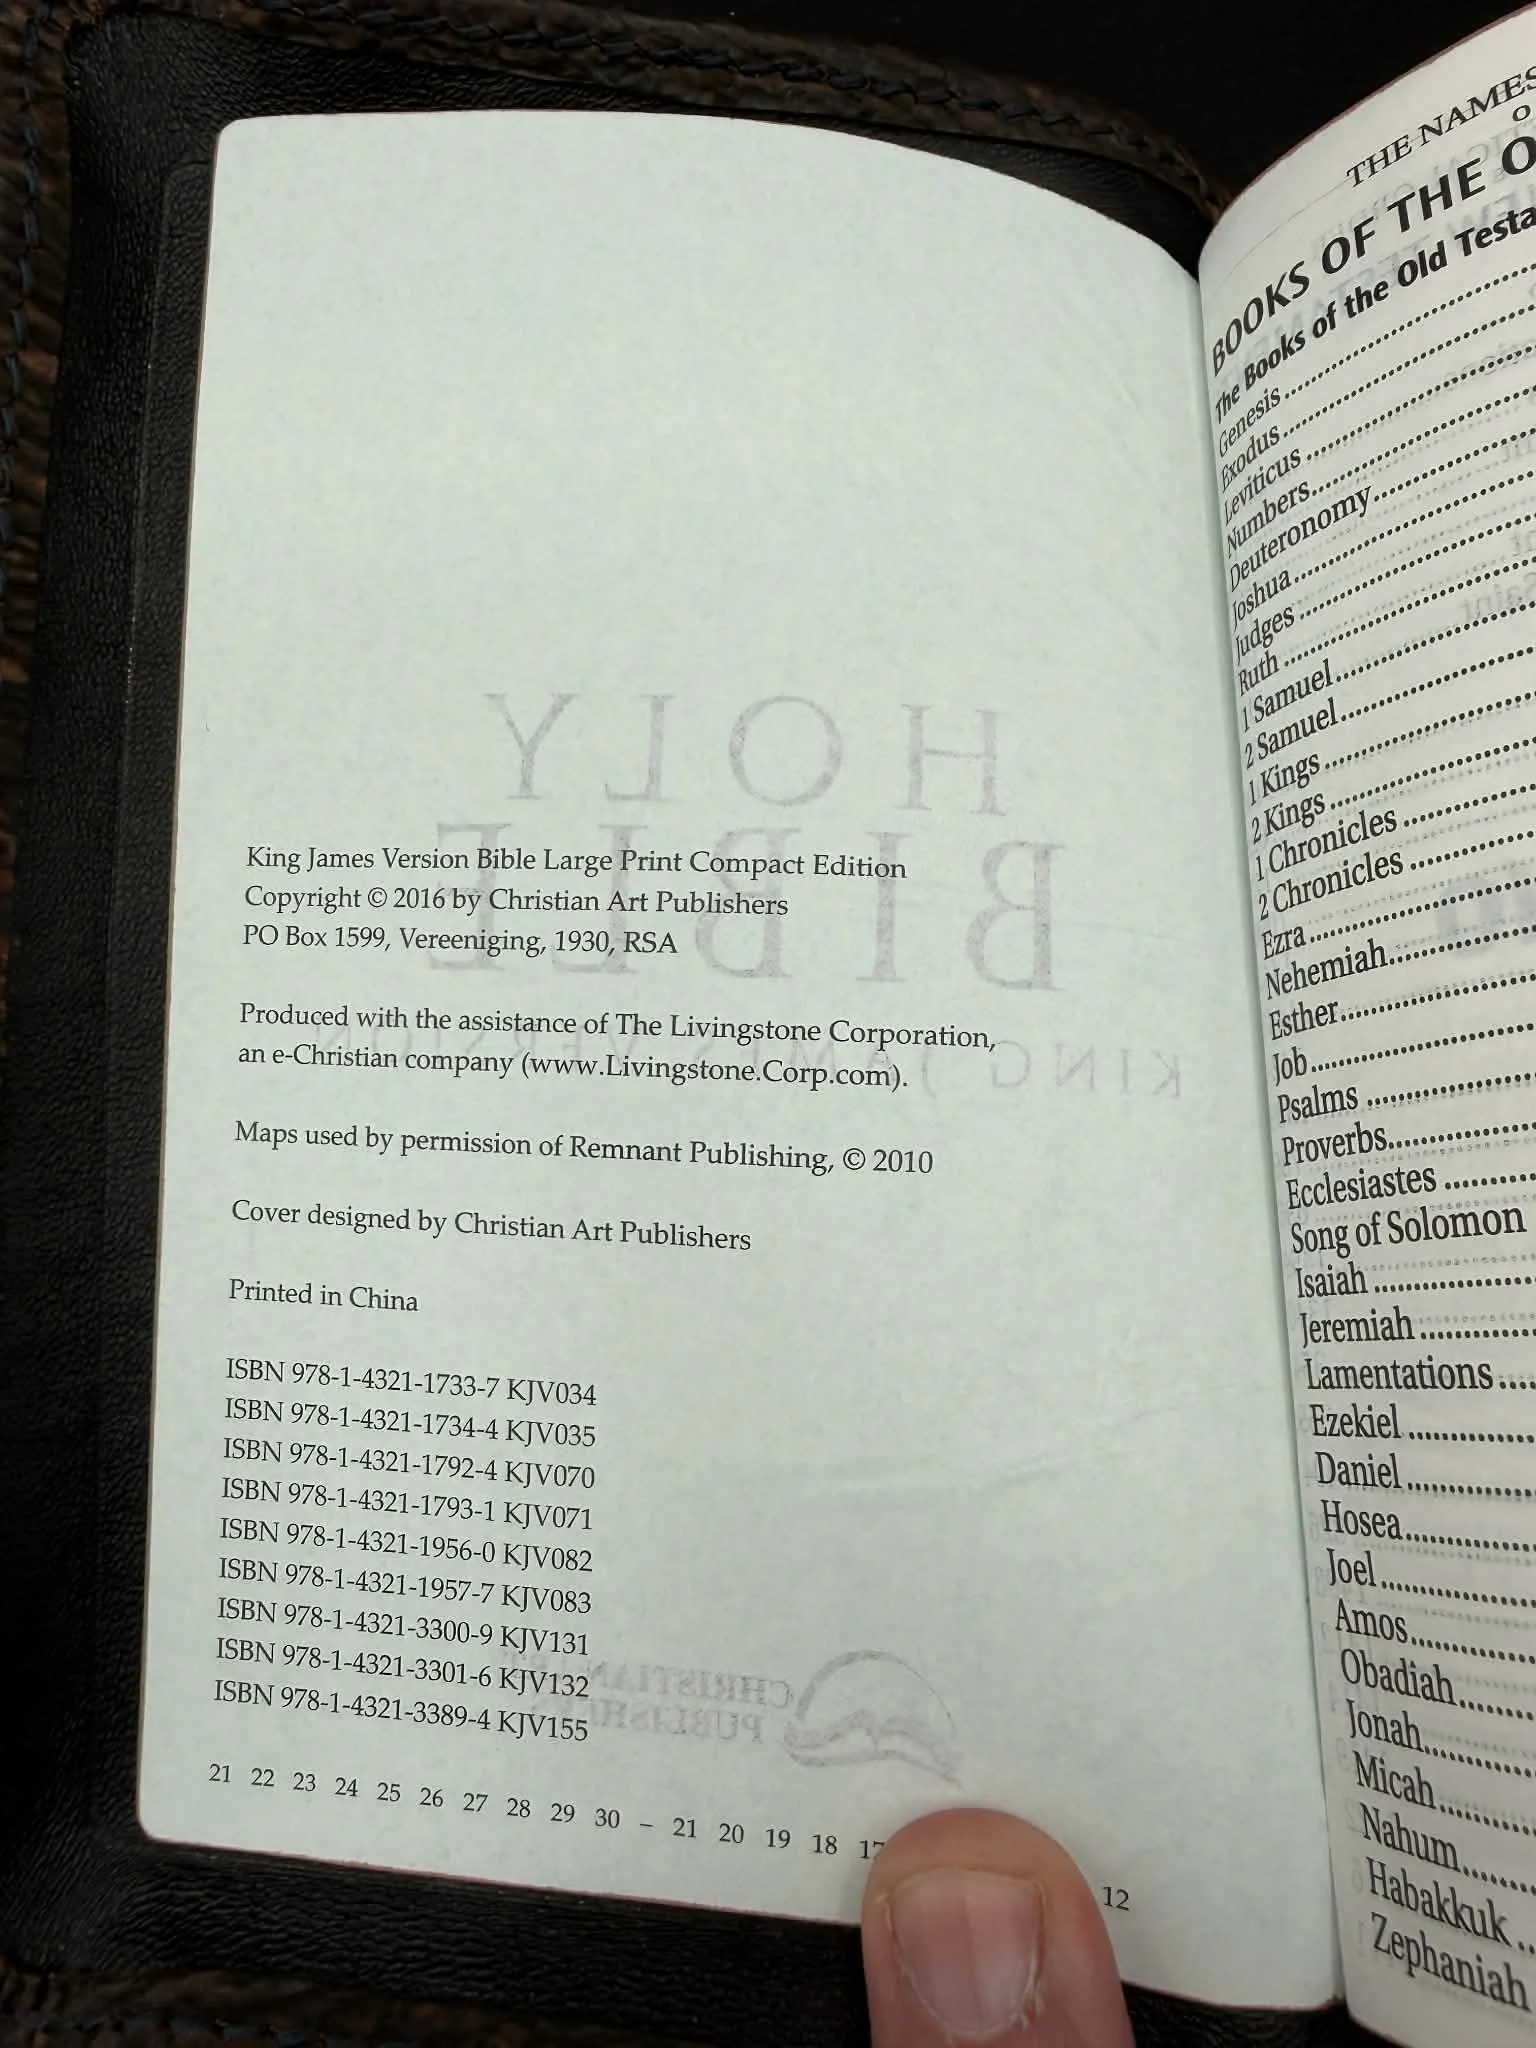 King James Version Bible Large Print Compact Edition
Copyright © 2016 by Christian Art Publishers
PO Box 1599, Vereeniging, 1930, RSA
Produced with the assistance of The Livingstone Corporation,
an e-Christian company (www.Livingstone.Corp.com).
Maps used by permission of Remnant Publishing, © 2010
Cover designed by Christian Art Publishers
Printed in China
ISBN 978-1-4321-1733-7 KJV034
ISBN 978-1-4321-1734-4 KJV035
ISBN 978-1-4321-1792-4 KJV070
ISBN 978-1-4321-1793-1 KJV071
ISBN 978-1-4321-1956-0 KJV082
ISBN 978-1-4321-1957-7 KJV083
ISBN 978-1-4321-3300-9 KJV131
ISBN 978-1-4321-3301-6 KJV132
ISBN 978-1-4321-3389-4 KJV155
21 22 23 24 25 26 27 28 29 30 – 21 20 19 18 17 12
HOLY
BIBLE
KING JAMES VERSION
CHRISTIAN ART
PUBLISHERS
THE NAMES
BOOKS OF THE
The Books of the Old
Genesis
Exodus
Leviticus
Numbers
Deuteronomy
Joshua
Judges
Ruth
1 Samuel
2 Samuel
1 Kings
2 Kings
1 Chronicles
2 Chronicles
Ezra
Nehemiah
Esther
Job
Psalms
Proverbs
Ecclesiastes
Song of Solomon
Isaiah
Jeremiah
Lamentations
Ezekiel
Daniel
Hosea
Joel
Amos
Obadiah
Jonah
Micah
Nahum
Habakkuk
Zephaniah